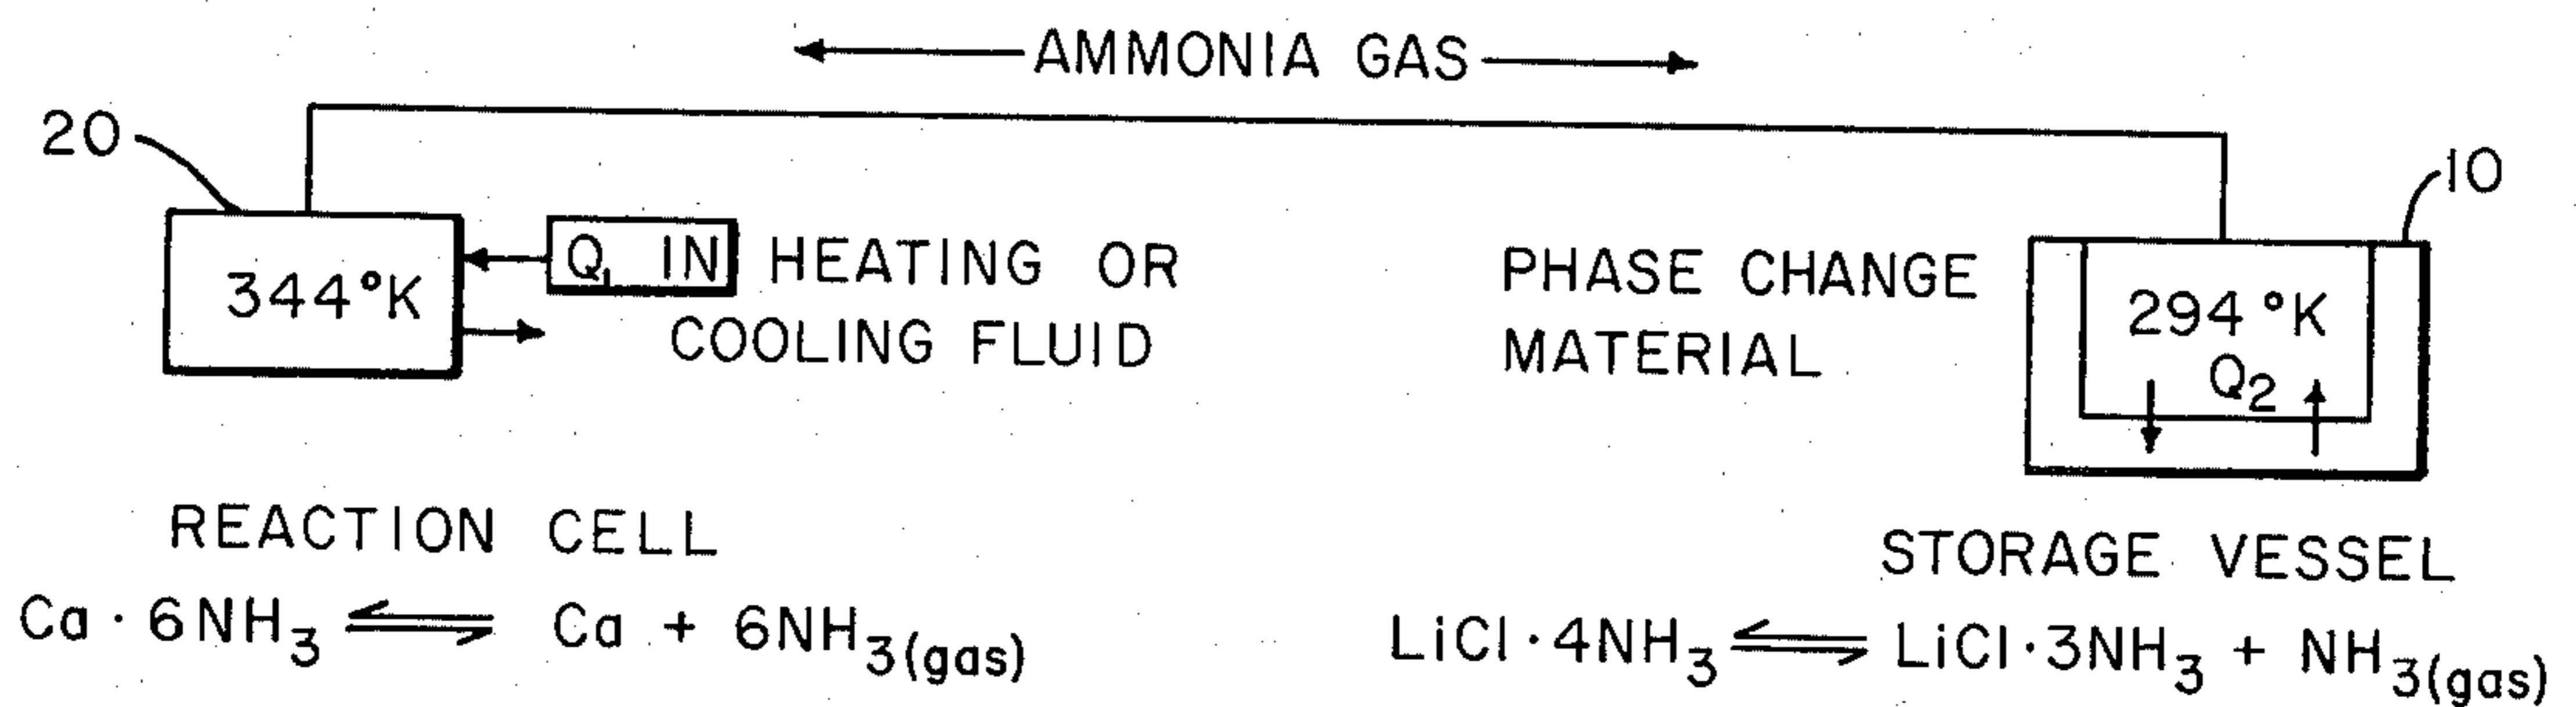 AMMONIA GAS
20
10
344°K
Q1 IN HEATING OR
COOLING FLUID
PHASE CHANGE
MATERIAL
294°K
Q2
REACTION CELL
Ca · 6NH3 ⇌ Ca + 6NH3(gas)
STORAGE VESSEL
LiCl · 4NH3 ⇌ LiCl · 3NH3 + NH3(gas)